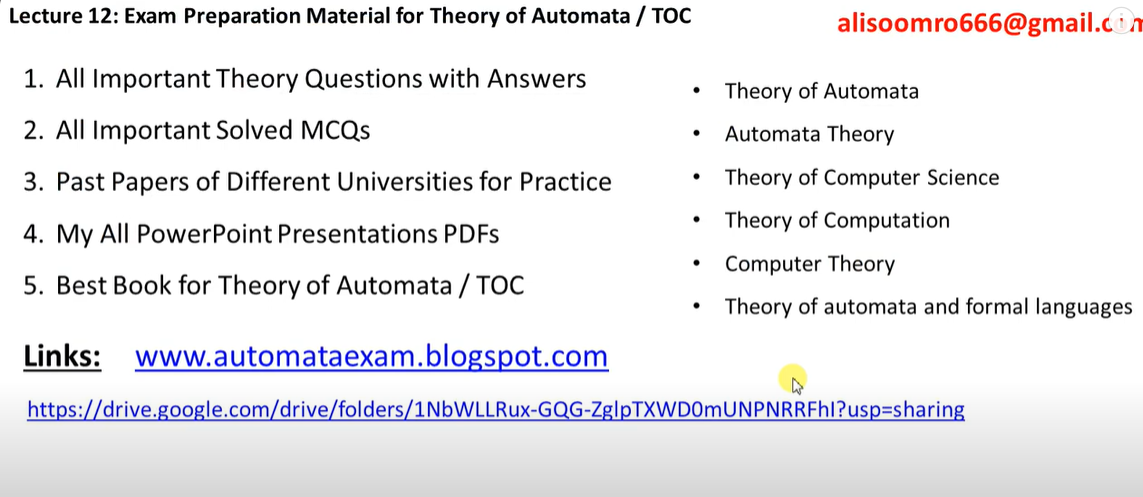 Lecture 12: Exam Preparation Material for Theory of Automata / TOC
alisoomro666@gmail.c
1. All Important Theory Questions with Answers
2. All Important Solved MCQs
3. Past Papers of Different Universities for Practice
4. My All PowerPoint Presentations PDFs
5. Best Book for Theory of Automata / TOC
• Theory of Automata
• Automata Theory
• Theory of Computer Science
• Theory of Computation
• Computer Theory
• Theory of automata and formal languages
Links: www.automataexam.blogspot.com
https://drive.google.com/drive/folders/1NbWLLRux-GQG-ZglpTXWD0mUNPNRRFhI?usp=sharing